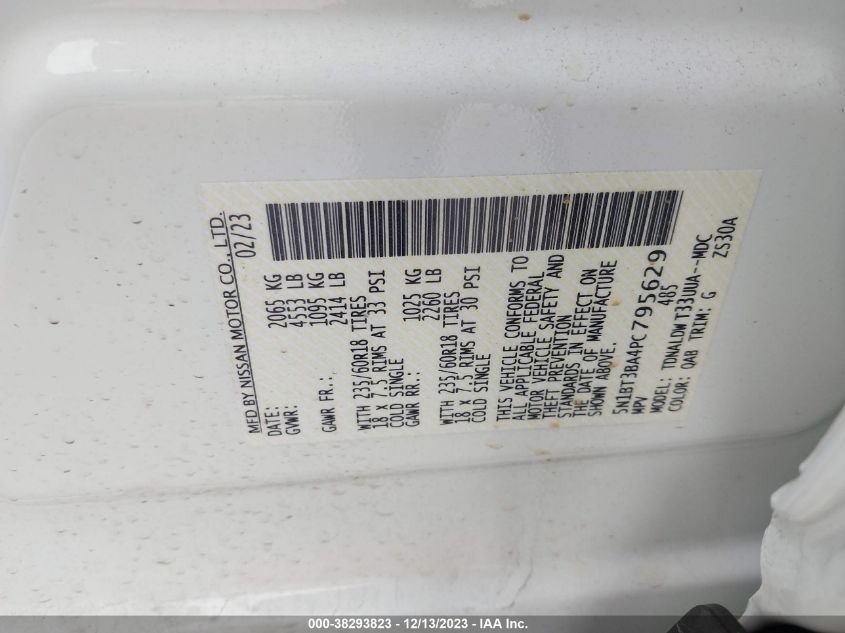 MFD BY NISSAN MOTOR CO., LTD.
DATE: 02/23
GVWR: 2065 KG
4553 LB
GAWR FR.: 1095 KG
2414 LB
WITH 235/60R18 TIRES
18 X 7.5 RIMS AT 33 PSI
COLD SINGLE
GAWR RR.: 1025 KG
2260 LB
WITH 235/60R18 TIRES
18 X 7.5 RIMS AT 30 PSI
COLD SINGLE
THIS VEHICLE CONFORMS TO
ALL APPLICABLE FEDERAL
MOTOR VEHICLE SAFETY AND
THEFT PREVENTION
STANDARDS IN EFFECT ON
THE DATE OF MANUFACTURE
SHOWN ABOVE.
5N1BT3BA4PC795629
MPV 485
MODEL: TDNALDWT33UUA--MDC
COLOR: QAB TRIM: G ZS30A
000-38293823 - 12/13/2023 - IAA Inc.